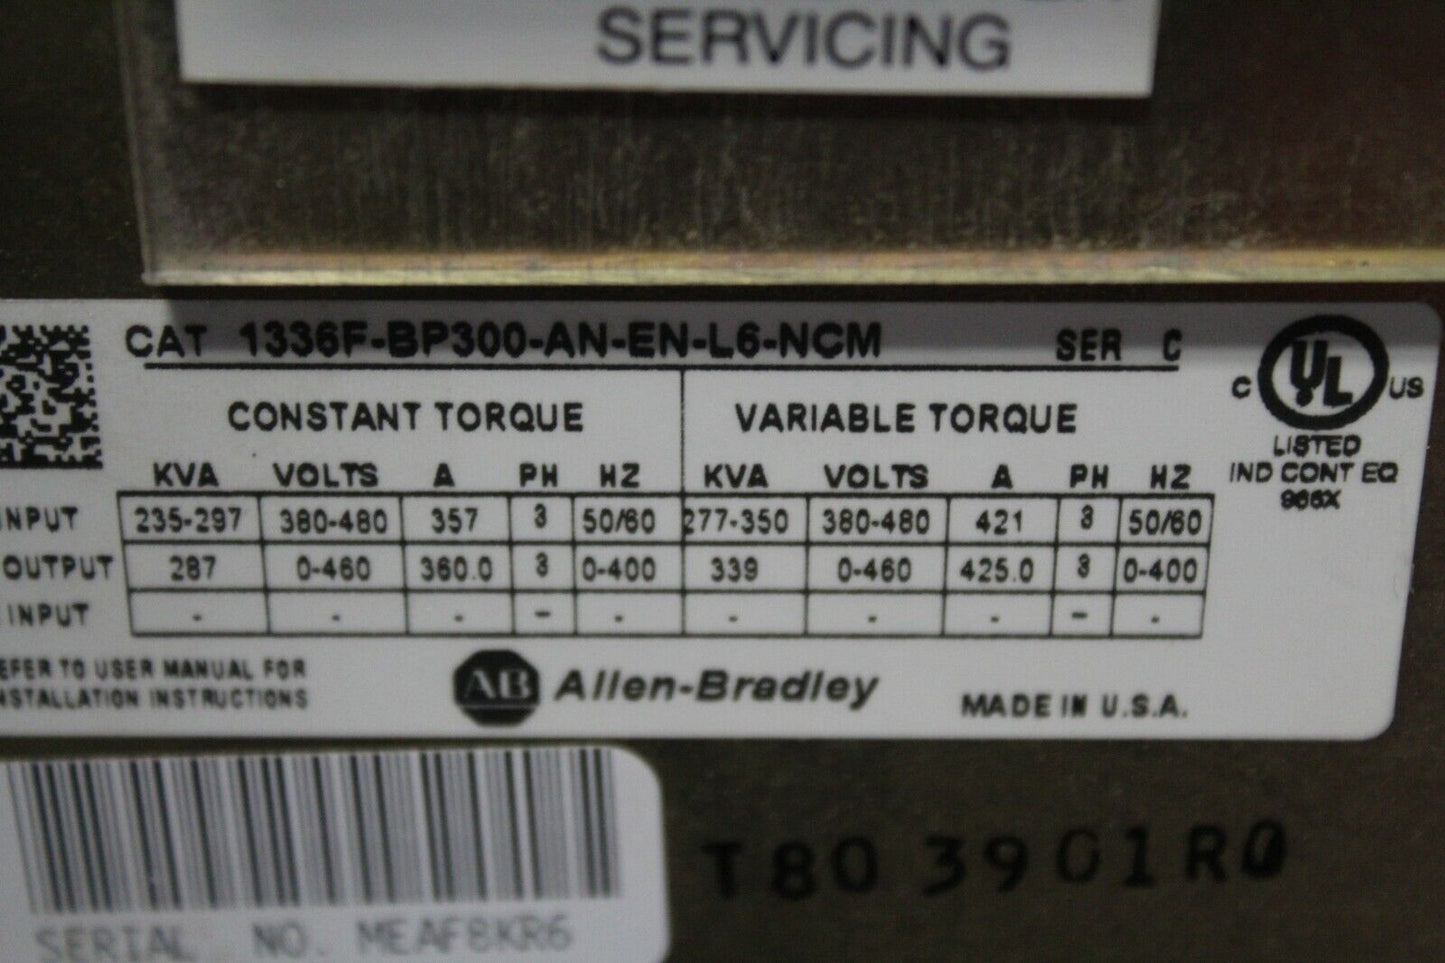 SERVICING
CAT 1336F-BP300-AN-EN-L6-NCM SER C
C UL US
LISTED
IND CONT EQ
966X
CONSTANT TORQUE VARIABLE TORQUE
KVA VOLTS A PH HZ KVA VOLTS A PH HZ
INPUT 235-297 380-480 357 3 50/60 277-350 380-480 421 3 50/60
OUTPUT 287 0-460 360.0 3 0-400 339 0-460 425.0 3 0-400
INPUT - - - - - - - - - -
EFER TO USER MANUAL FOR
NSTALLATION INSTRUCTIONS
AB Allen-Bradley MADE IN U.S.A.
T803901R0
SERIAL NO. MEAF8KR6